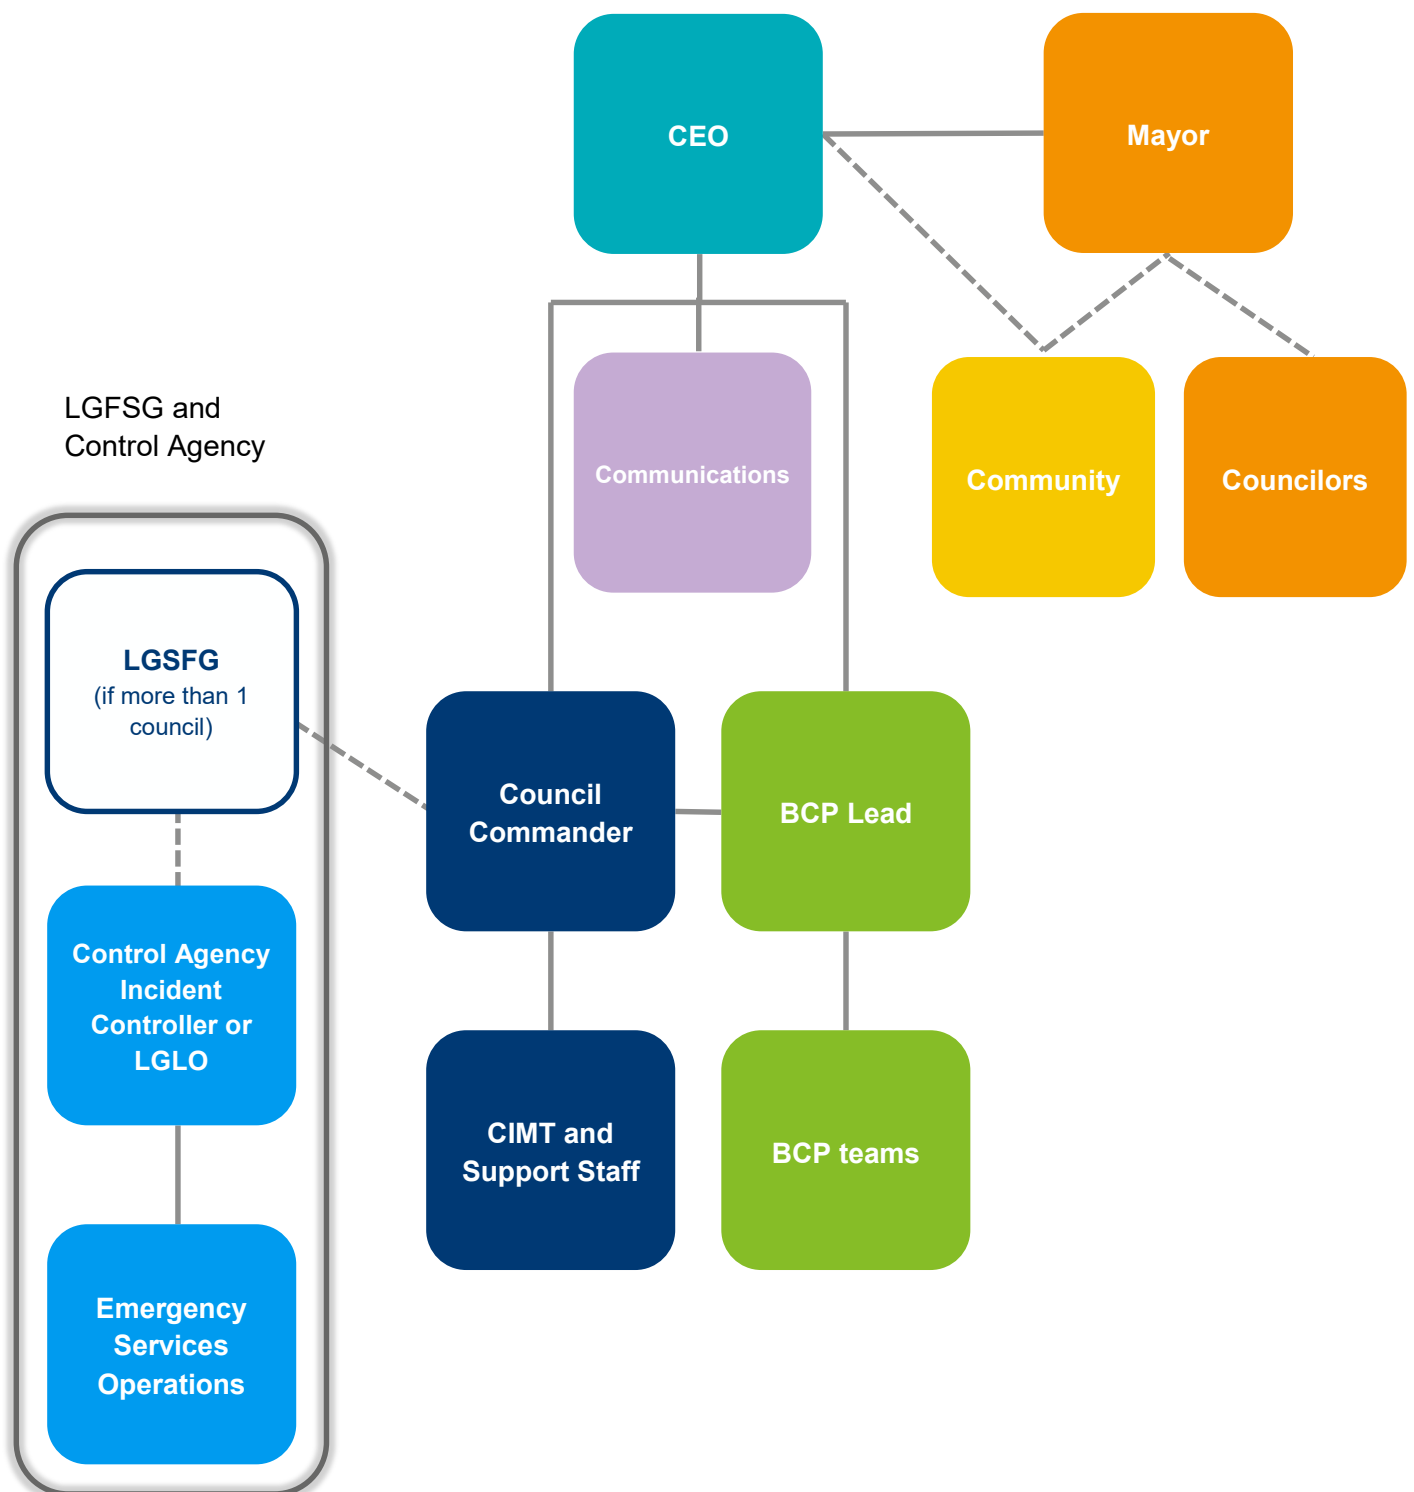 CEO
Mayor
LGFSG and
Control Agency
Communications
Community
Councilors
LGSFG
(if more than 1
council)
Council
Commander
BCP Lead
Control Agency
Incident
Controller or
LGLO
CIMT and
Support Staff
BCP teams
Emergency
Services
Operations